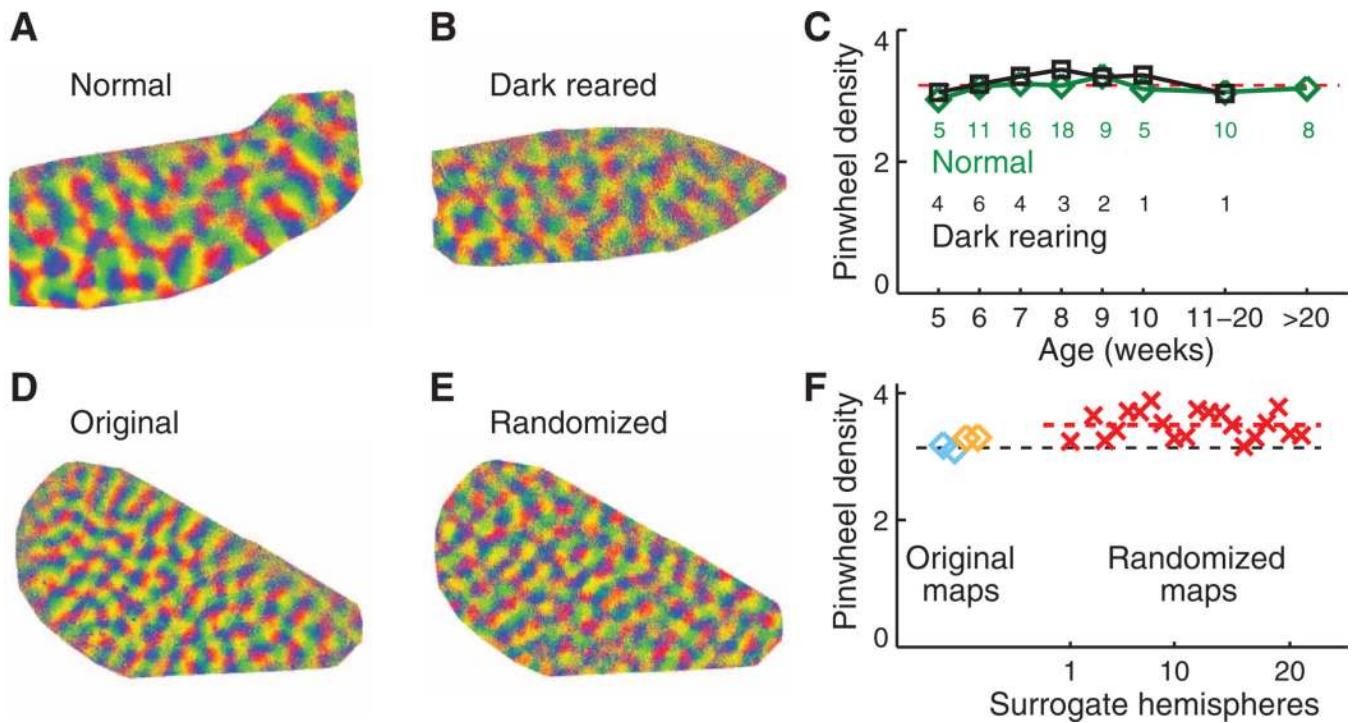 A
Normal
B
Dark reared
C
Pinwheel density
4
2
0
5 11 16 18 9 5 10 8
Normal
4 6 4 3 2 1 1
Dark rearing
5 6 7 8 9 10 11–20 >20
Age (weeks)
D
Original
E
Randomized
F
Pinwheel density
4
2
0
Original
maps
Randomized
maps
1 10 20
Surrogate hemispheres